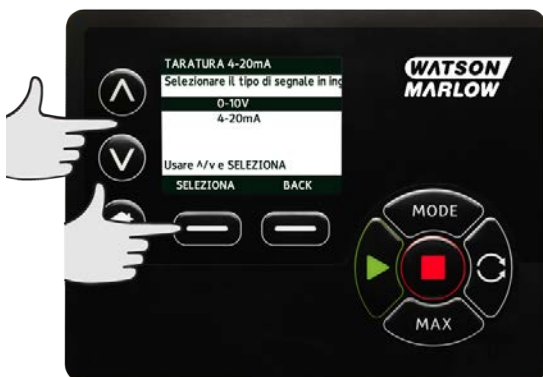 TARATURA 4-20mA
Selezionare il tipo di segnale in ing
0-10V
4-20mA
Usare ^/v e SELEZIONA
SELEZIONA BACK
WATSON
MARLOW
MODE
MAX